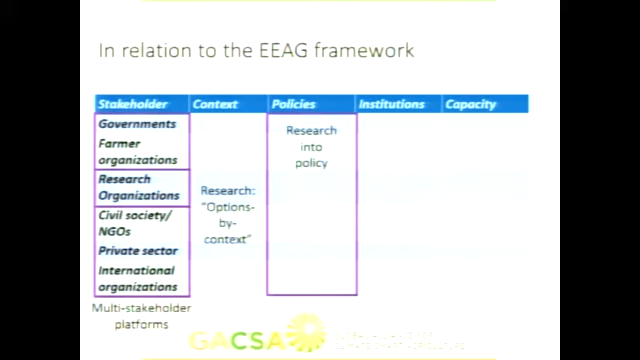 In relation to the EEAG framework
Stakeholder Context Policies Institutions Capacity
Governments
Farmer
organizations
Research
Organizations
Civil society/
NGOs
Private sector
International
organizations
Research:
"Options-
by-
context"
Research
into
policy
Multi-stakeholder
platforms
GACSA